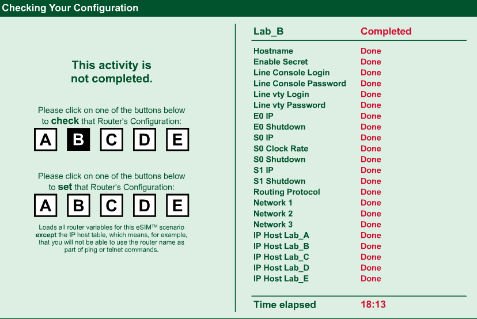 Checking Your Configuration
This activity is
not completed.
Please click on one of the buttons below
to check that Router's Configuration:
A B C D E
Please click on one of the buttons below
to set that Router's Configuration:
A B C D E
Loads all router variables for this eSIM™ scenario
except the IP host table, which means, for example,
that you will not be able to use the router name as
part of ping or telnet commands.
Lab_B Completed
Hostname Done
Enable Secret Done
Line Console Login Done
Line Console Password Done
Line vty Login Done
Line vty Password Done
E0 IP Done
E0 Shutdown Done
S0 IP Done
S0 Clock Rate Done
S0 Shutdown Done
S1 IP Done
S1 Shutdown Done
Routing Protocol Done
Network 1 Done
Network 2 Done
Network 3 Done
IP Host Lab_A Done
IP Host Lab_B Done
IP Host Lab_C Done
IP Host Lab_D Done
IP Host Lab_E Done
Time elapsed 18:13